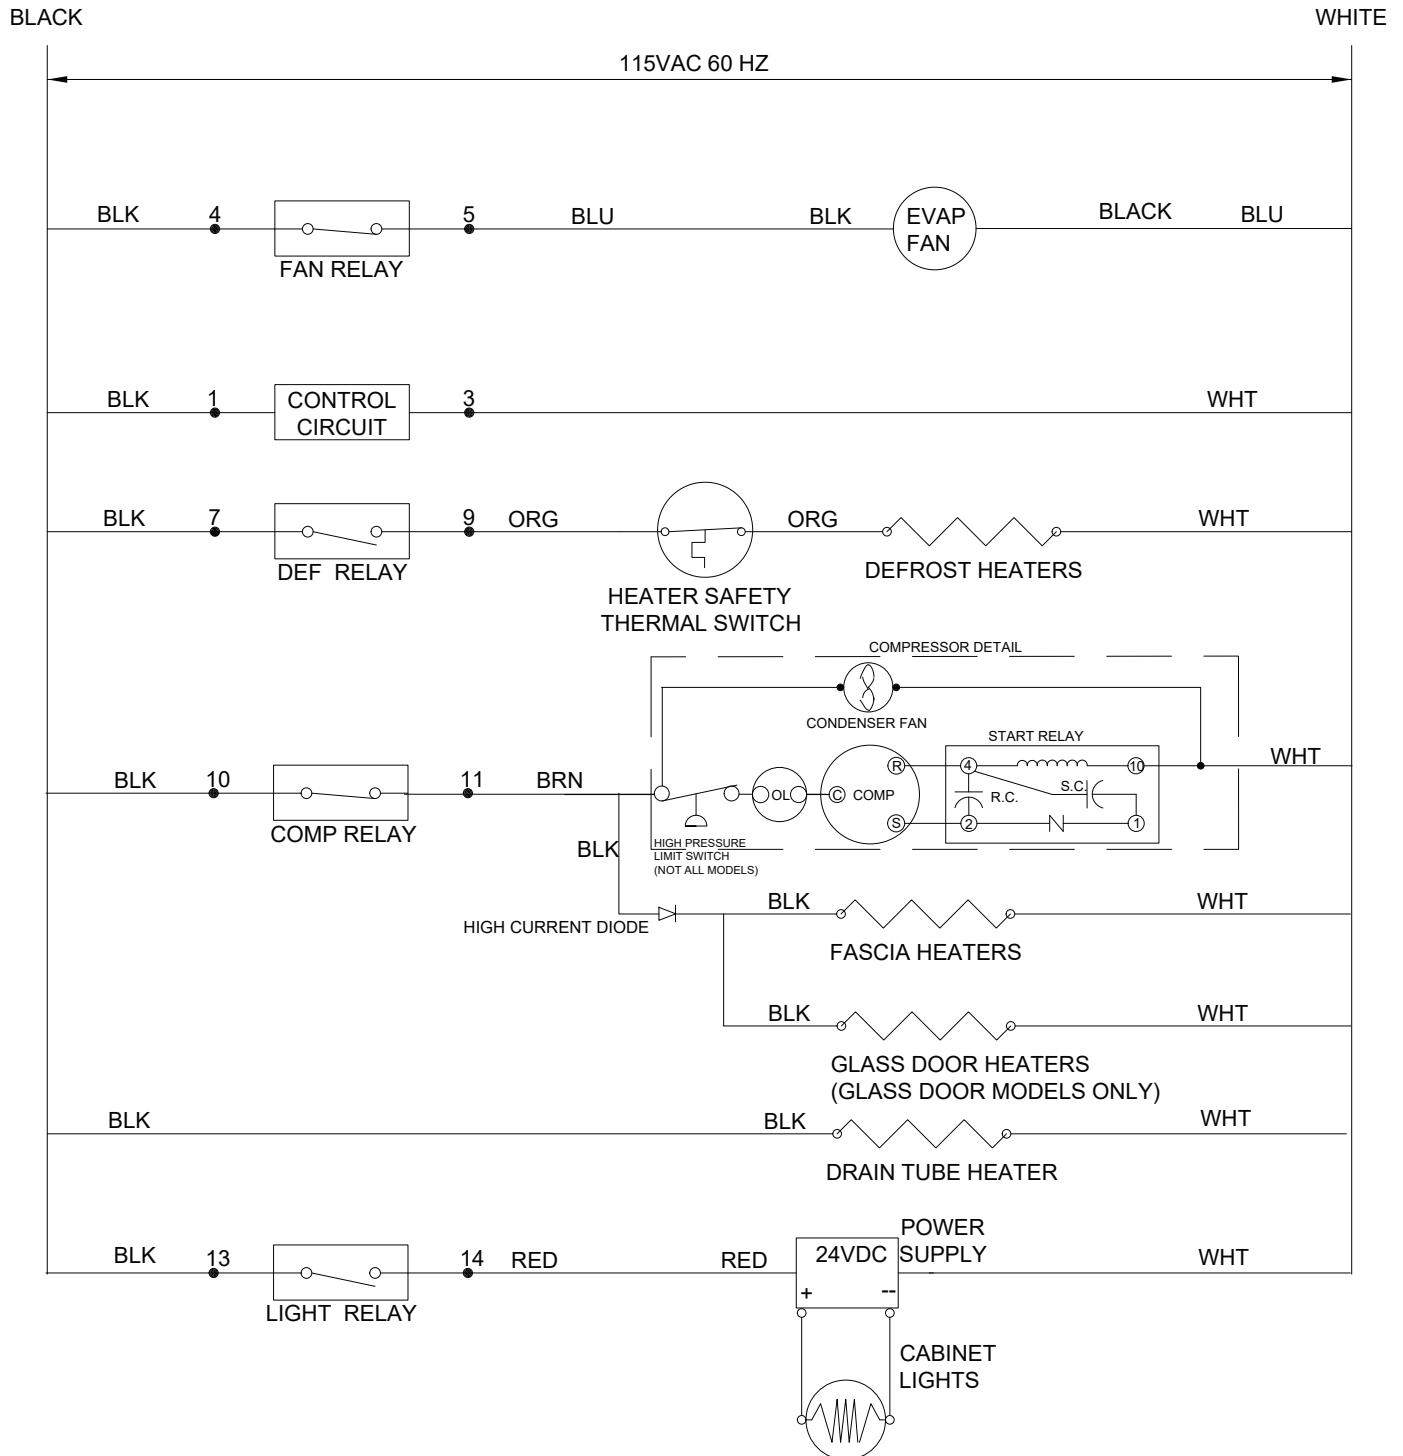 BLACK
WHITE
115VAC 60 HZ
BLK
4
5
BLU
BLK
EVAP
FAN
BLACK
BLU
FAN RELAY
BLK
1
CONTROL
CIRCUIT
3
WHT
BLK
7
9
ORG
ORG
WHT
DEF RELAY
DEFROST HEATERS
HEATER SAFETY
THERMAL SWITCH
COMPRESSOR DETAIL
CONDENSER FAN
START RELAY
WHT
BLK
10
11
BRN
OL
C
COMP
R
S
4
10
R.C.
S.C.
2
N
1
COMP RELAY
BLK
HIGH PRESSURE
LIMIT SWITCH
(NOT ALL MODELS)
BLK
WHT
HIGH CURRENT DIODE
FASCIA HEATERS
BLK
WHT
GLASS DOOR HEATERS
(GLASS DOOR MODELS ONLY)
BLK
BLK
WHT
DRAIN TUBE HEATER
BLK
13
14
RED
RED
24VDC
+
--
POWER
SUPPLY
WHT
LIGHT RELAY
CABINET
LIGHTS